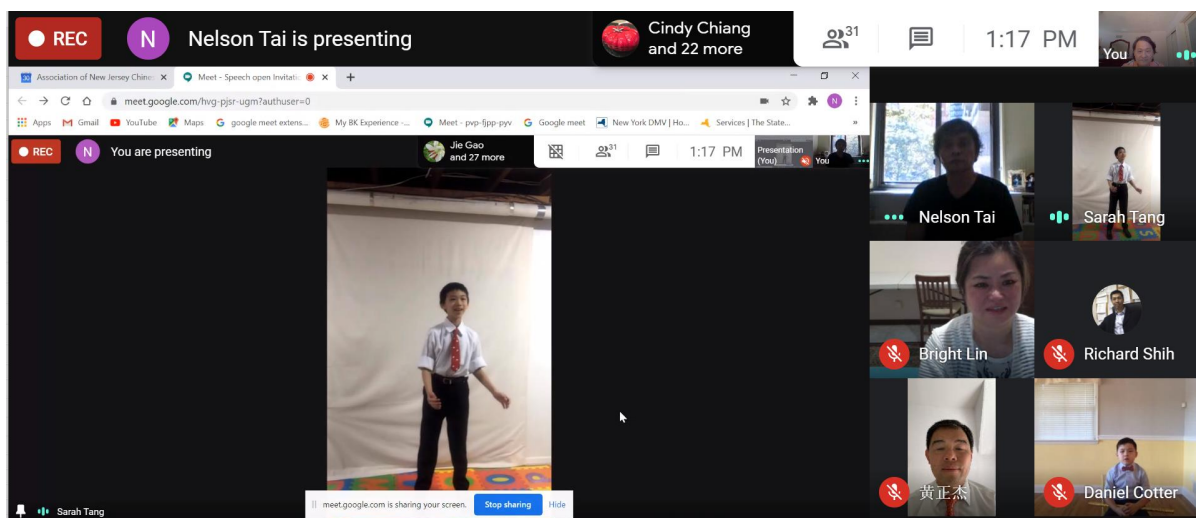 REC
N
Nelson Tai is presenting
Cindy Chiang
and 22 more
31
1:17 PM
You
Association of New Jersey Chine
Meet - Speech open Invitatio
meet.google.com/hvg-pjsr-ugm?authuser=0
N
Apps
Gmail
YouTube
Maps
google meet extens...
My BK Experience -...
Meet - pvp-fjpp-pyv
Google meet
New York DMV | Ho...
Services | The State...
»
REC
N
You are presenting
Jie Gao
and 27 more
31
1:17 PM
Presentation
(You)
You
Nelson Tai
Sarah Tang
Bright Lin
Richard Shih
黄正杰
Daniel Cotter
meet.google.com is sharing your screen.
Stop sharing
Hide
Sarah Tang